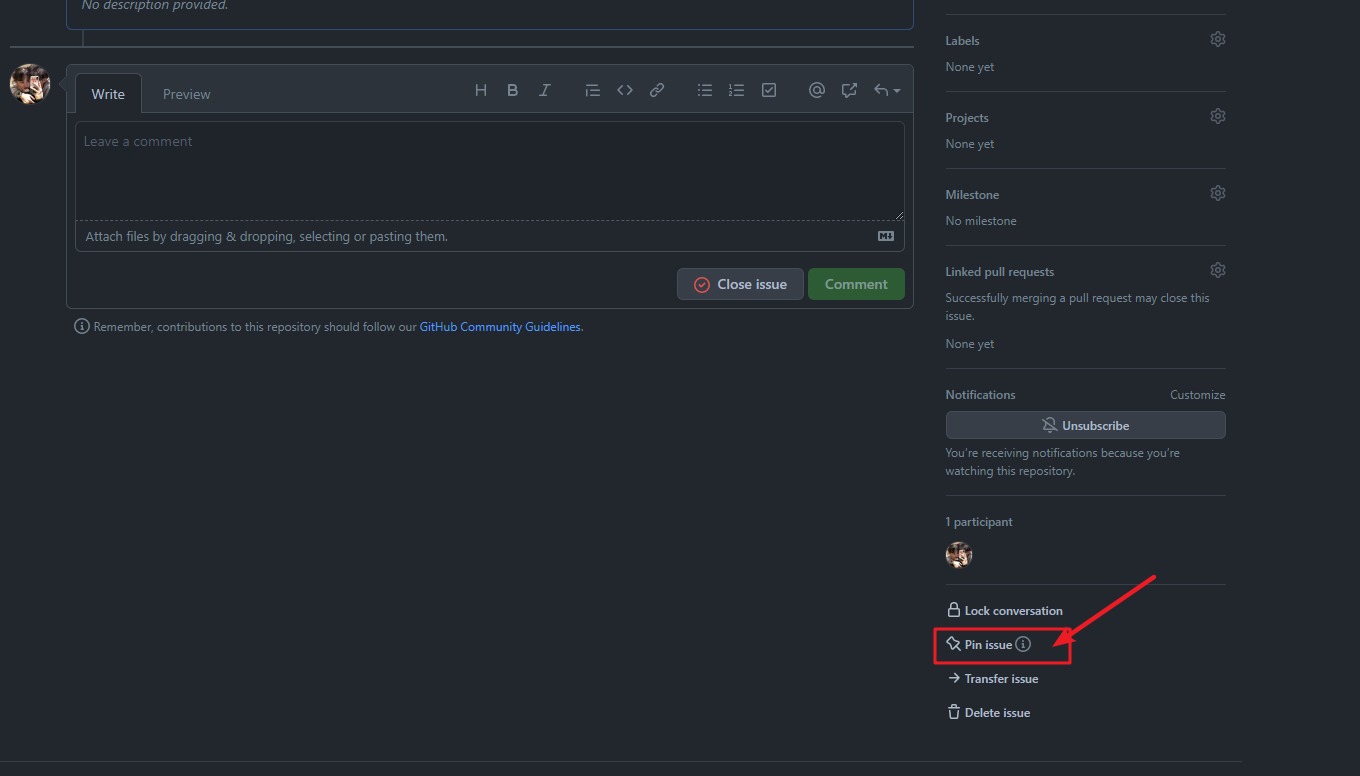 No description provided.
Write
Preview
H B I
Leave a comment
Attach files by dragging & dropping, selecting or pasting them.
Close issue
Comment
Remember, contributions to this repository should follow our GitHub Community Guidelines.
Labels
None yet
Projects
None yet
Milestone
No milestone
Linked pull requests
Successfully merging a pull request may close this
issue.
None yet
Notifications
Customize
Unsubscribe
You're receiving notifications because you're
watching this repository.
1 participant
Lock conversation
Pin issue
Transfer issue
Delete issue